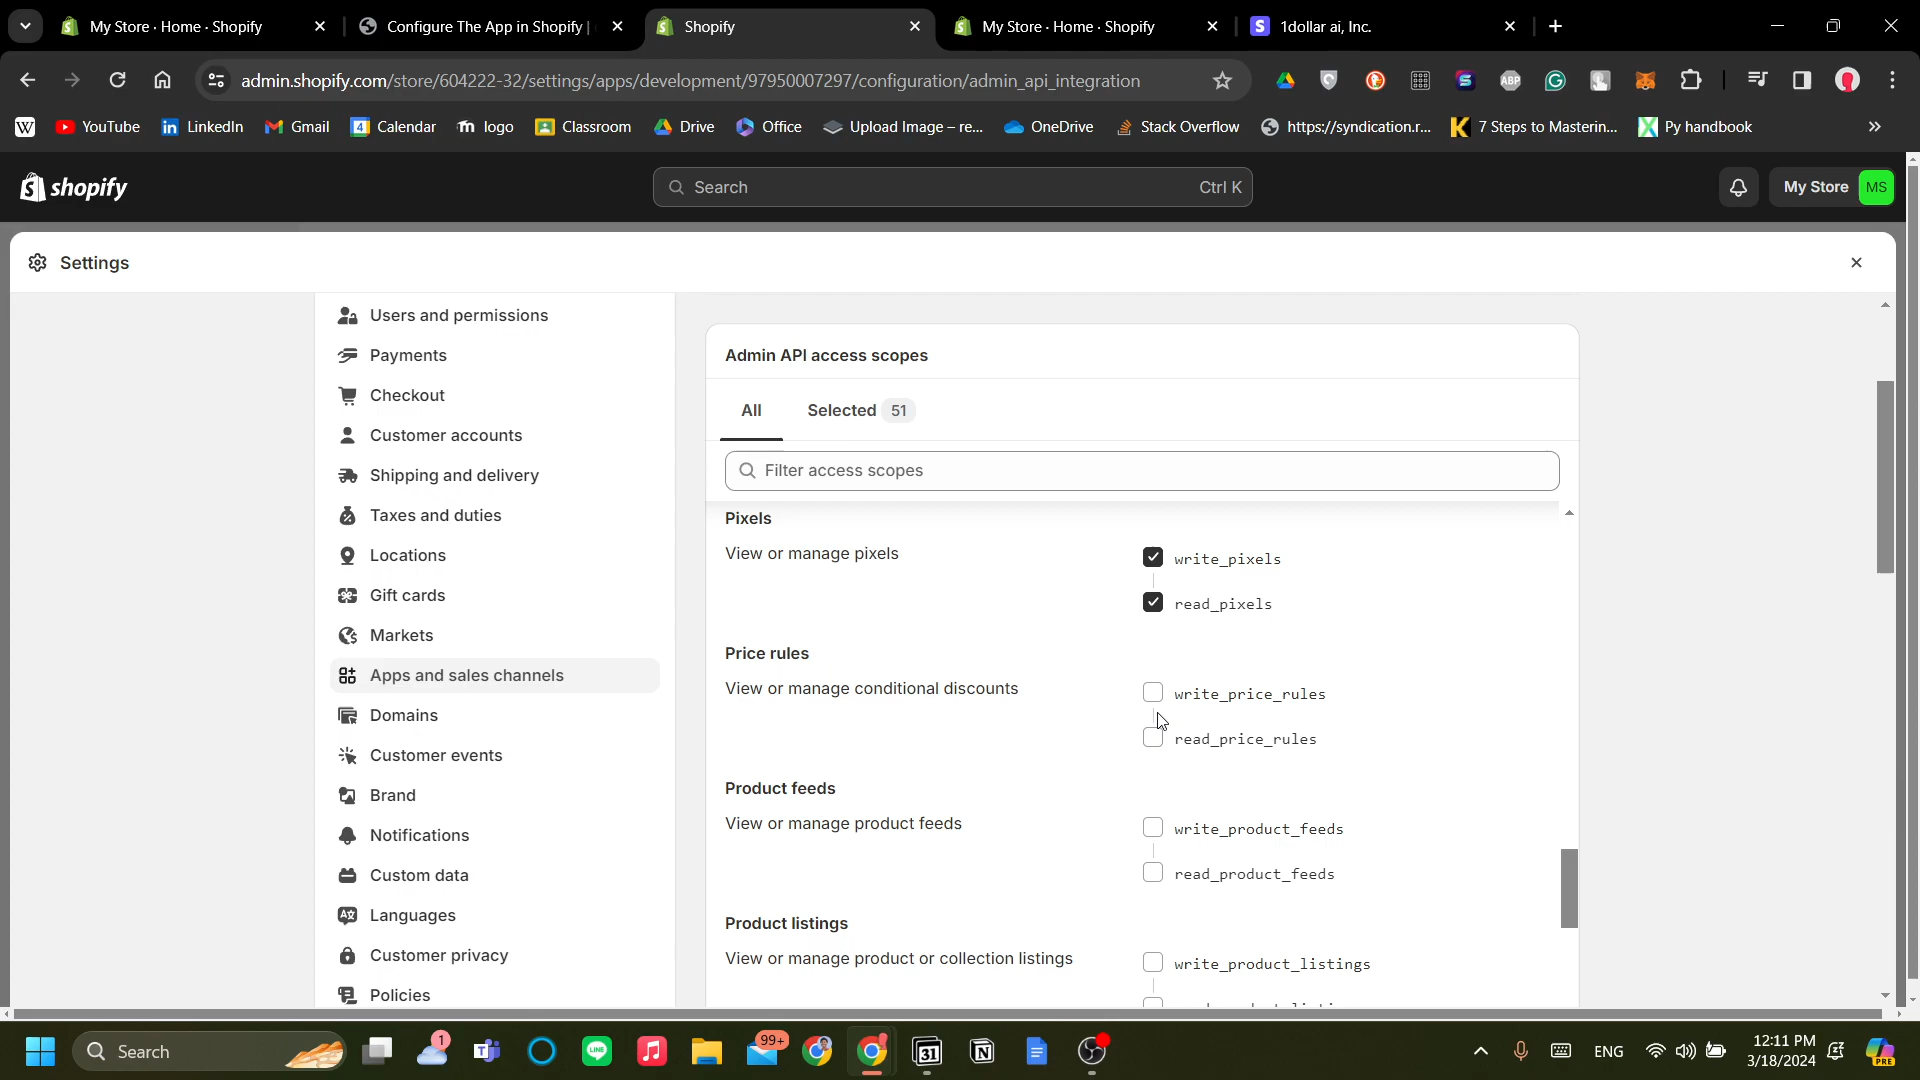 My Store · Home · Shopify
Configure The App in Shopify |
Shopify
My Store · Home · Shopify
1dollar ai, Inc.
admin.shopify.com/store/604222-32/settings/apps/development/97950007297/configuration/admin_api_integration
YouTube
LinkedIn
Gmail
Calendar
logo
Classroom
Drive
Office
Upload Image – re...
OneDrive
Stack Overflow
https://syndication.r...
7 Steps to Masterin...
Py handbook
shopify
Search
Ctrl K
My Store
MS
Settings
Users and permissions
Payments
Checkout
Customer accounts
Shipping and delivery
Taxes and duties
Locations
Gift cards
Markets
Apps and sales channels
Domains
Customer events
Brand
Notifications
Custom data
Languages
Customer privacy
Policies
Admin API access scopes
All
Selected 51
Filter access scopes
Pixels
View or manage pixels
write_pixels
read_pixels
Price rules
View or manage conditional discounts
write_price_rules
read_price_rules
Product feeds
View or manage product feeds
write_product_feeds
read_product_feeds
Product listings
View or manage product or collection listings
write_product_listings
Search
1
99+
31
ENG
12:11 PM
3/18/2024